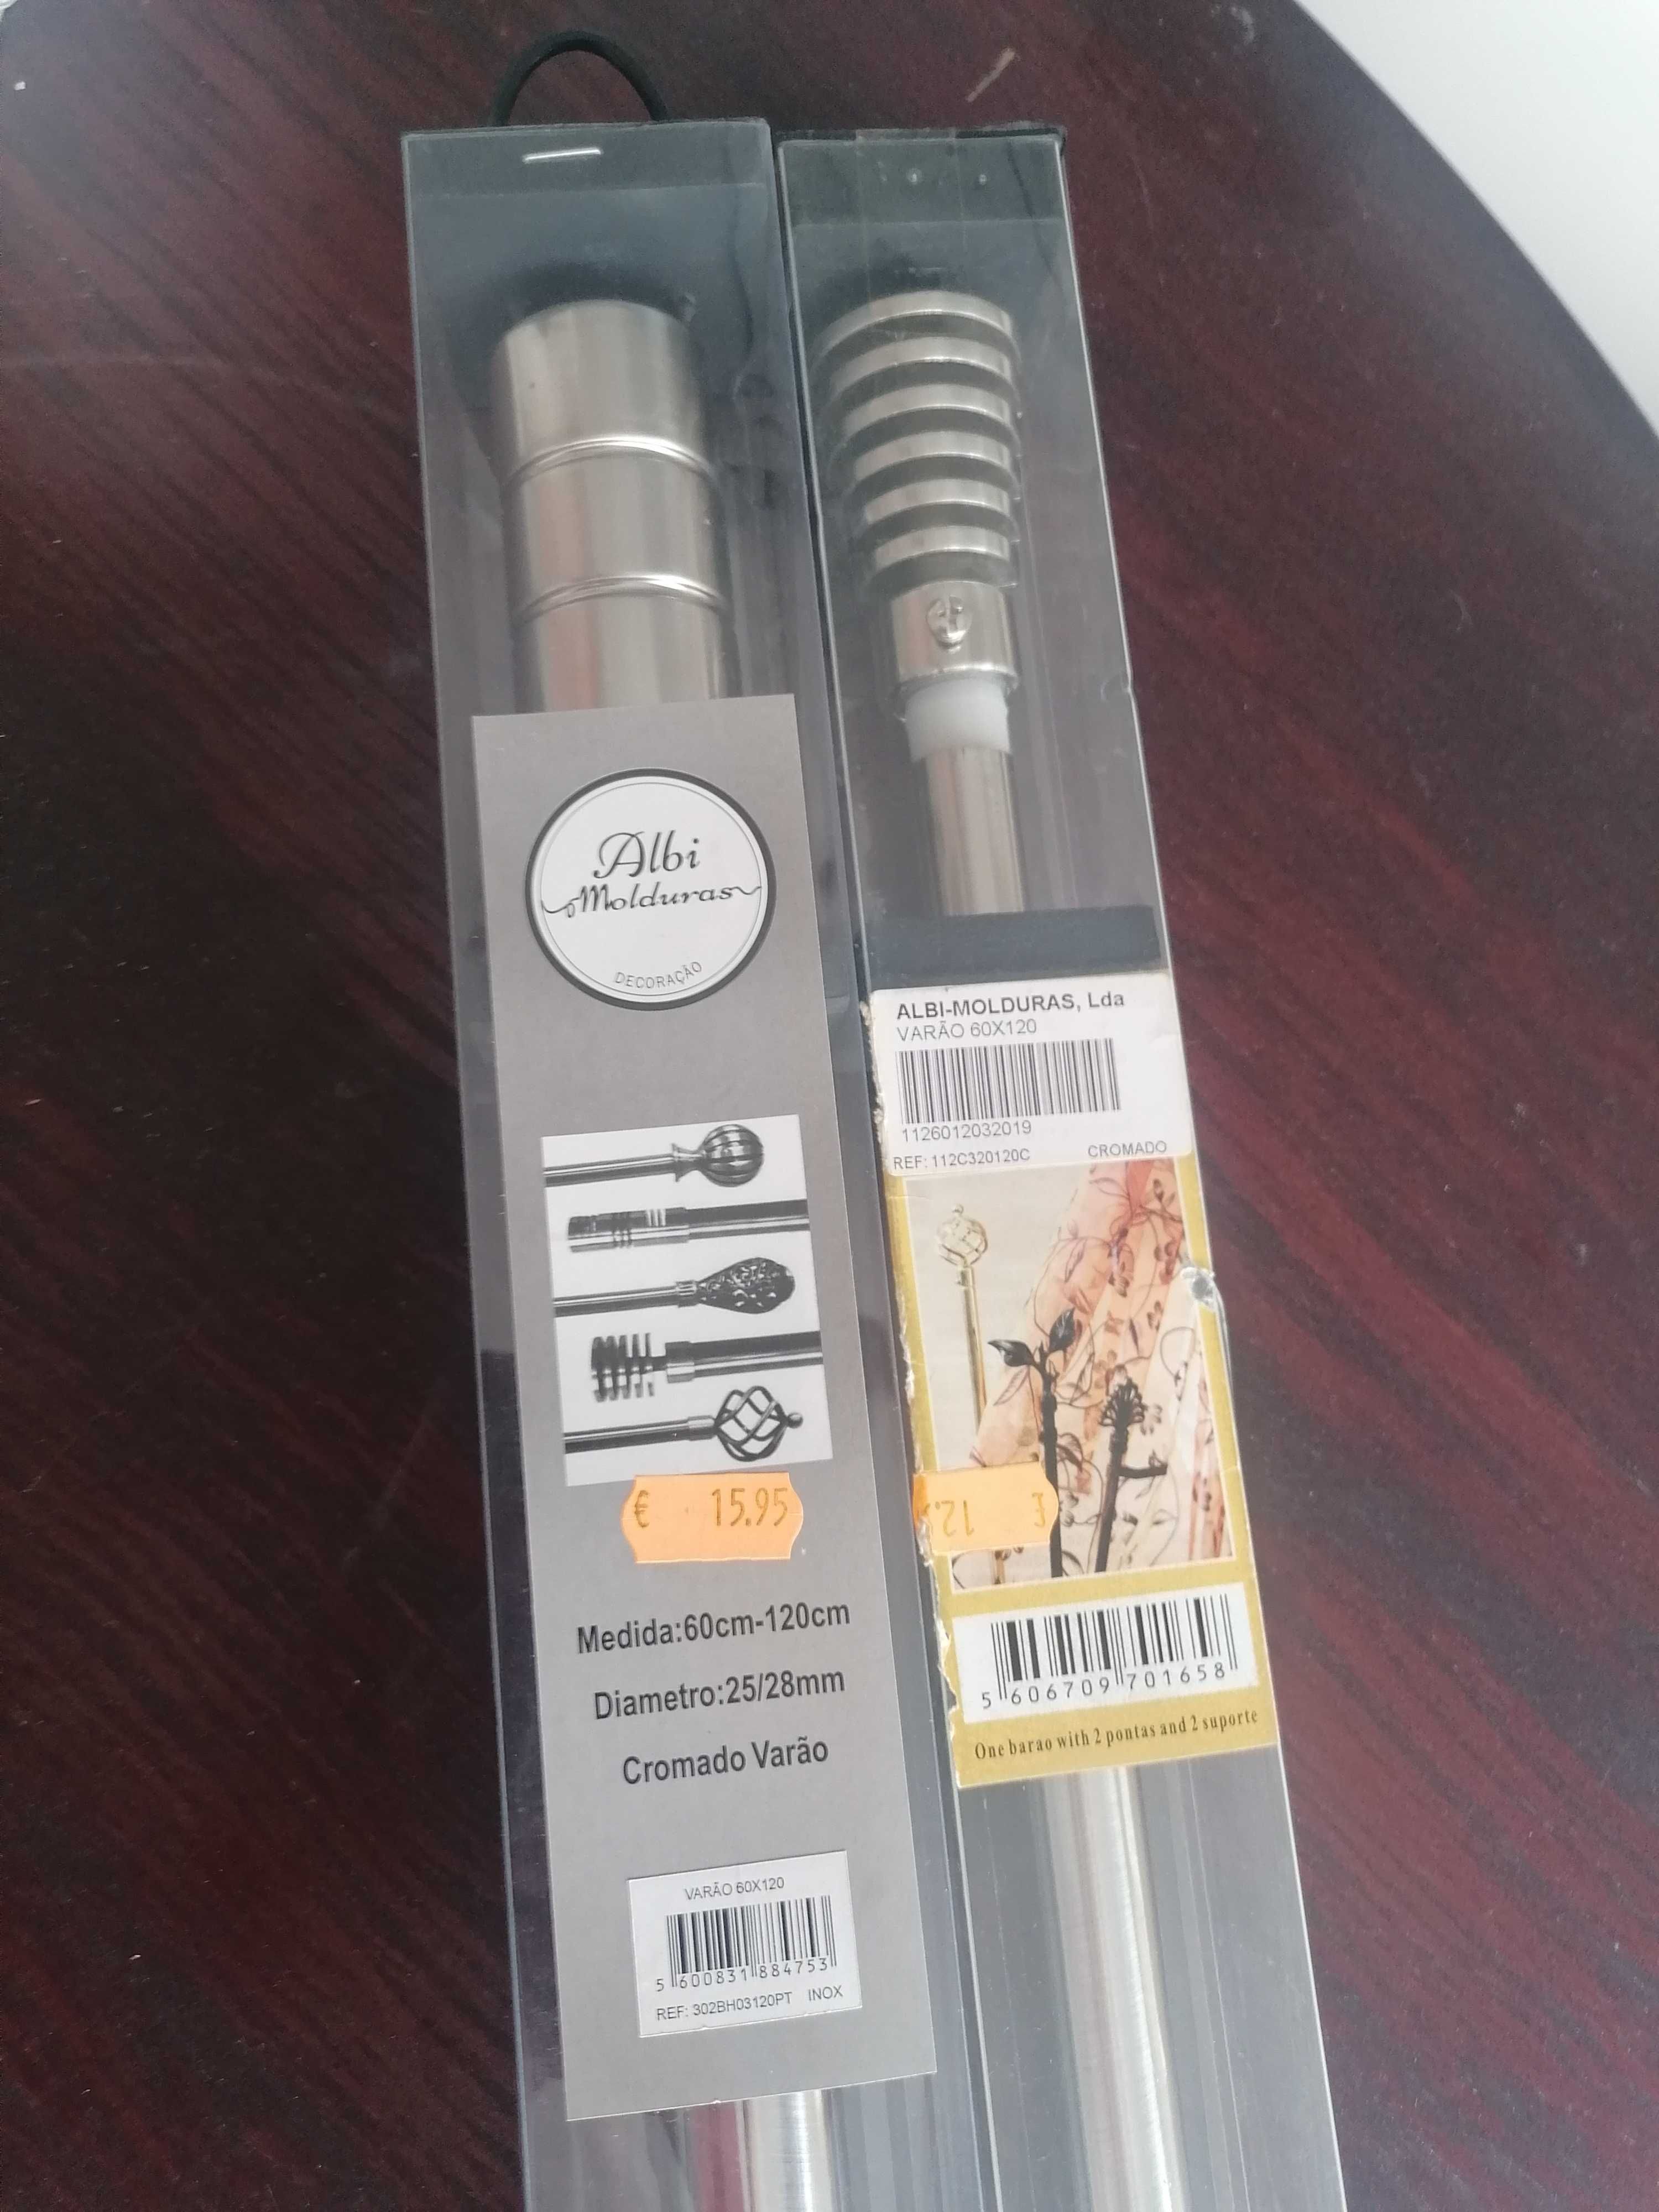 Albi
Molduras
DECORAÇÃO
€ 15.95
Medida:60cm-120cm
Diametro:25/28mm
Cromado Varão
VARÃO 60X120
5 600831 884753
REF: 302BH03120PT INOX
ALBI-MOLDURAS, Lda
VARÃO 60X120
1126012032019
REF: 112C320120C CROMADO
€ 12.
5 606709 701658
One barao with 2 pontas and 2 suporte